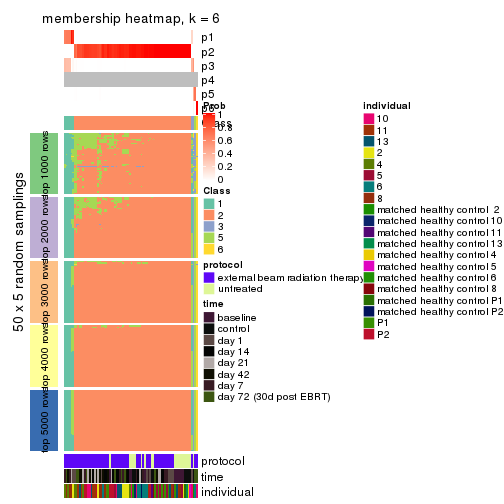 membership heatmap, k = 6
p1
p2
p3
p4
p5
Prob
1
0.8
0.6
0.4
0.2
0
Class
1
2
3
5
6
protocol
external beam radiation therapy
untreated
time
baseline
control
day 1
day 14
day 21
day 42
day 7
day 72 (30d post EBRT)
individual
10
11
13
2
4
5
6
8
matched healthy control 2
matched healthy control 10
matched healthy control 11
matched healthy control 13
matched healthy control 4
matched healthy control 5
matched healthy control 6
matched healthy control 8
matched healthy control P1
matched healthy control P2
P1
P2
50 x 5 random samplings
top 1000 rows
top 2000 rows
top 3000 rows
top 4000 rows
top 5000 rows
protocol
time
individual